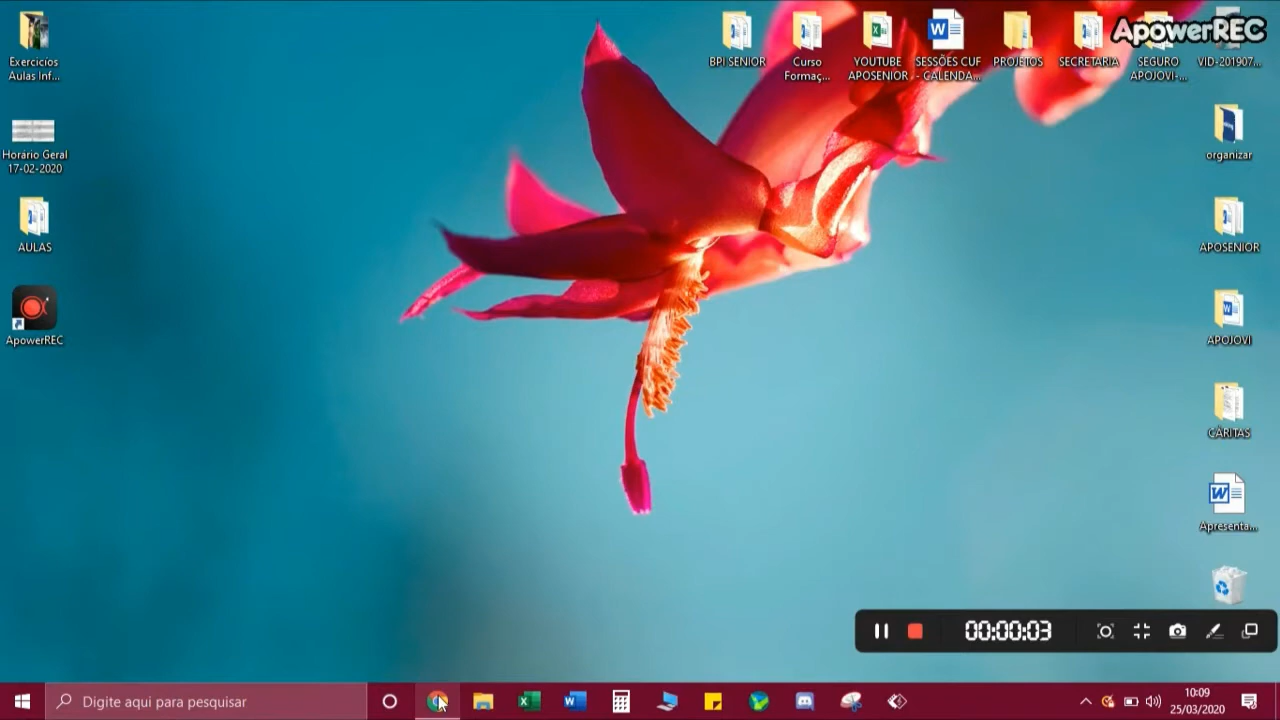 Exercicios
Aulas Inf...
BPI SENIOR
Curso
Formaç...
YOUTUBE
APOSENIOR
SESSÕES CUF
- CALENDA...
PROJETOS
SECRETARIA
SEGURO
APOJOVI-...
VID-201907...
ApowerREC
Horário Geral
17-02-2020
organizar
AULAS
APOSENIOR
ApowerREC
APOJOVI
CÁRITAS
Apresenta...
00:00:03
Digite aqui para pesquisar
10:09
25/03/2020